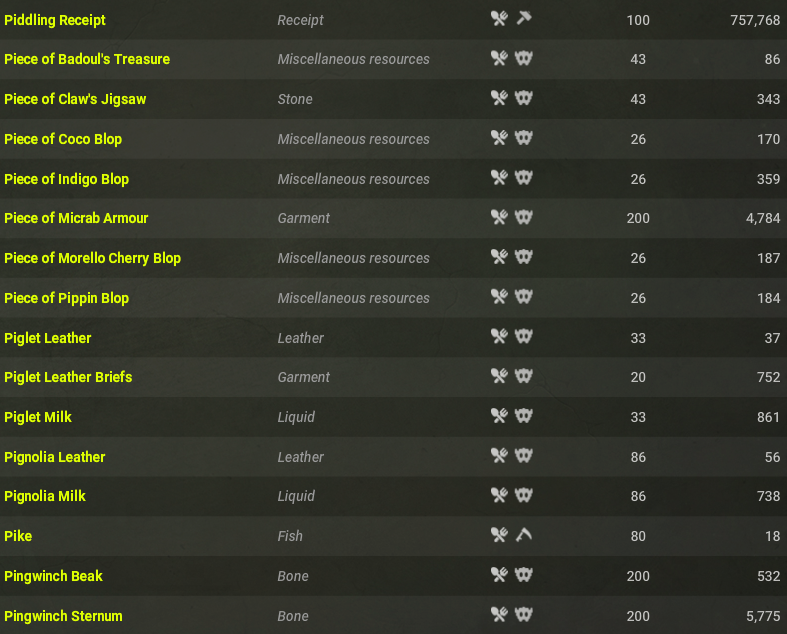 Piddling Receipt Receipt 100 757,768
Piece of Badoul's Treasure Miscellaneous resources 43 86
Piece of Claw's Jigsaw Stone 43 343
Piece of Coco Blop Miscellaneous resources 26 170
Piece of Indigo Blop Miscellaneous resources 26 359
Piece of Micrab Armour Garment 200 4,784
Piece of Morello Cherry Blop Miscellaneous resources 26 187
Piece of Pippin Blop Miscellaneous resources 26 184
Piglet Leather Leather 33 37
Piglet Leather Briefs Garment 20 752
Piglet Milk Liquid 33 861
Pignolia Leather Leather 86 56
Pignolia Milk Liquid 86 738
Pike Fish 80 18
Pingwinch Beak Bone 200 532
Pingwinch Sternum Bone 200 5,775